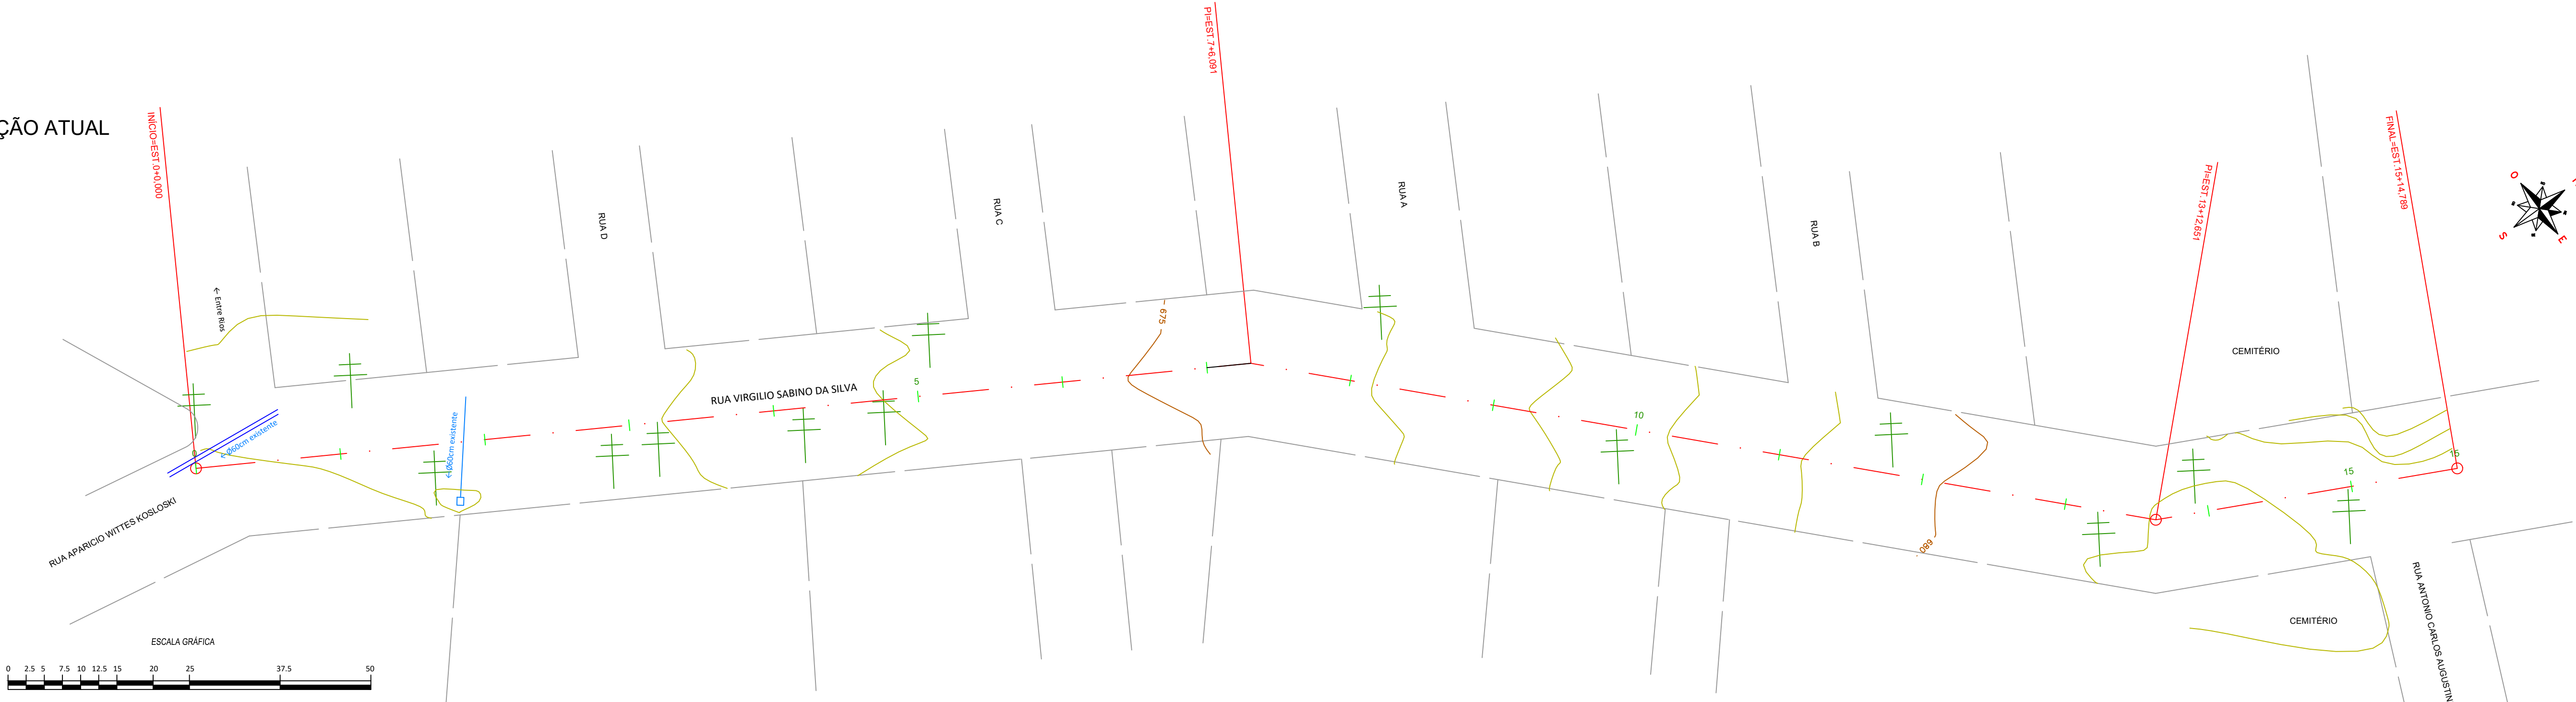 ÇÃO ATUAL
INÍCIO=EST.0+0,000
← Entre Rios
RUA D
RUA C
PI=EST.7+6,091
RUA A
RUA B
PI=EST.13+12,651
FINAL=EST.15+14,789
O
S
E
CEMITÉRIO
675
5
RUA VIRGILIO SABINO DA SILVA
10
0
← Ø60cm existente
← Ø60cm existente
15
15
680
RUA APARICIO WITTES KOSLOSKI
CEMITÉRIO
RUA ANTONIO CARLOS AUGUSTIN
ESCALA GRÁFICA
0 2.5 5 7.5 10 12.5 15 20 25 37.5 50